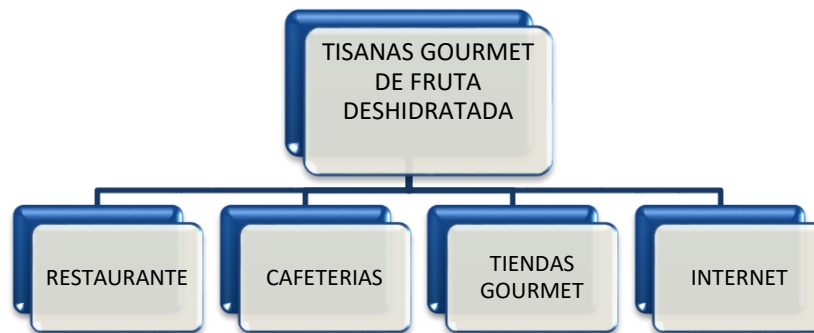 TISANAS GOURMET
DE FRUTA
DESHIDRATADA
RESTAURANTE
CAFETERIAS
TIENDAS
GOURMET
INTERNET